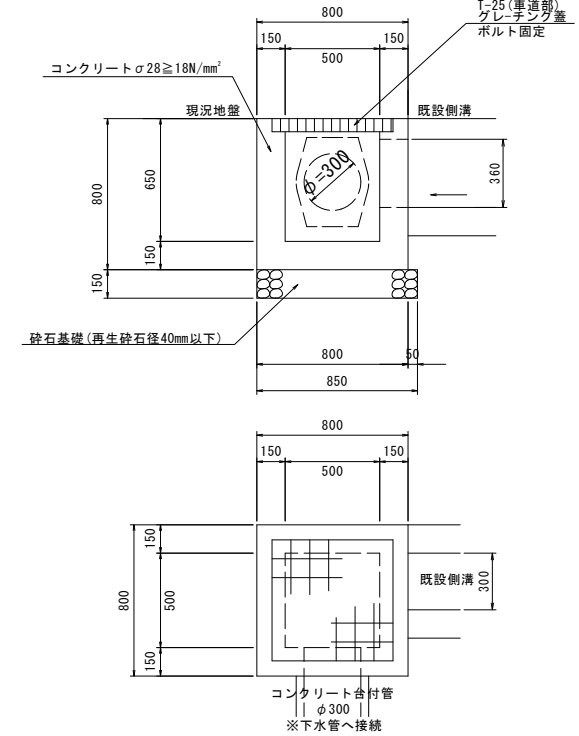 800
T-25(車道部)
グレーチング蓋
ボルト固定
150
500
150
コンクリートσ28≧18N/mm²
現況地盤
既設側溝
φ=300
360
800
650
150
150
砕石基礎(再生砕石径40mm以下)
800
50
850
800
150
500
150
800
150
500
150
既設側溝
300
コンクリート台付管
φ300
※下水管へ接続